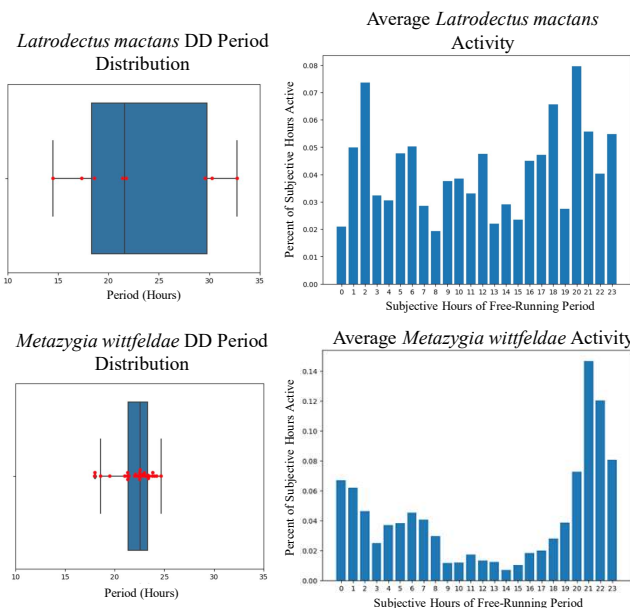 Latrodectus mactans DD Period
Distribution
10 15 20 25 30 35
Period (Hours)
Average Latrodectus mactans
Activity
Percent of Subjective Hours Active
0.08
0.07
0.06
0.05
0.04
0.03
0.02
0.01
0.00
0 1 2 3 4 5 6 7 8 9 10 11 12 13 14 15 16 17 18 19 20 21 22 23
Subjective Hours of Free-Running Period
Metazygia wittfeldae DD Period
Distribution
10 15 20 25 30 35
Period (Hours)
Average Metazygia wittfeldae Activity
Percent of Subjective Hours Active
0.14
0.12
0.10
0.08
0.06
0.04
0.02
0.00
0 1 2 3 4 5 6 7 8 9 10 11 12 13 14 15 16 17 18 19 20 21 22 23
Subjective Hours of Free-Running Period